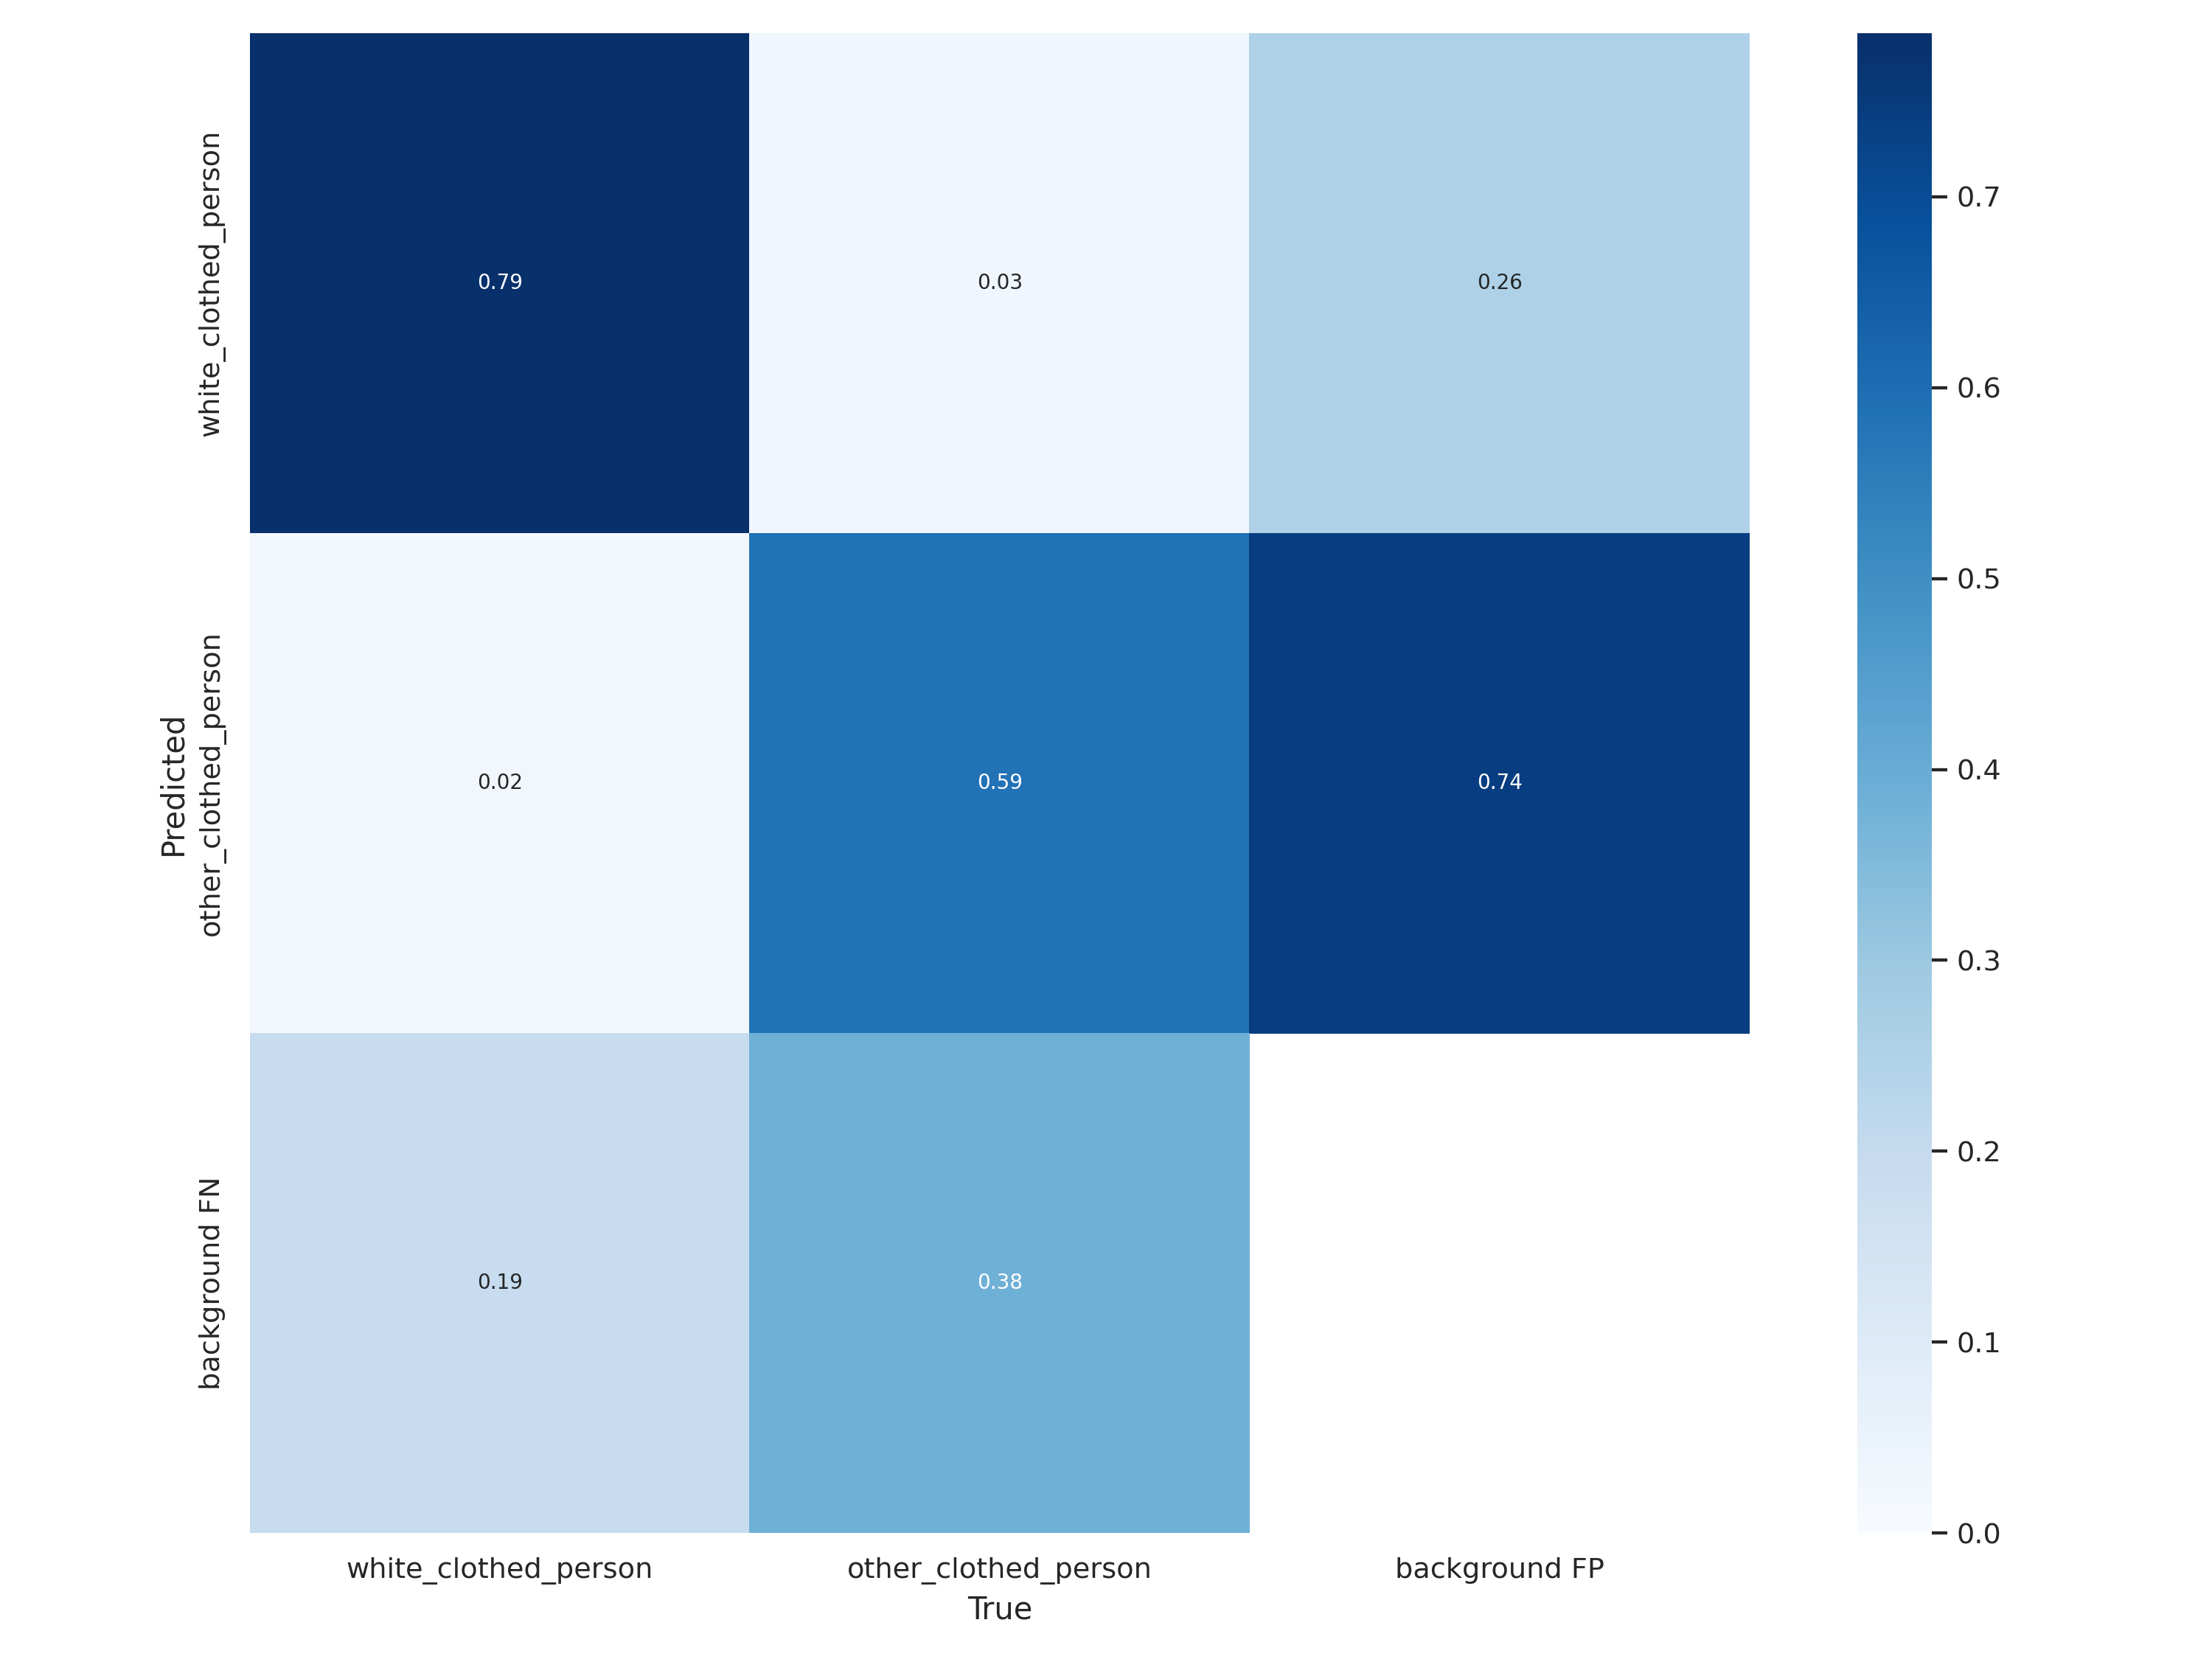 white_clothed_person
0.79
0.03
0.26
Predicted
other_clothed_person
0.02
0.59
0.74
background FN
0.19
0.38
white_clothed_person
other_clothed_person
background FP
True
0.7
0.6
0.5
0.4
0.3
0.2
0.1
0.0